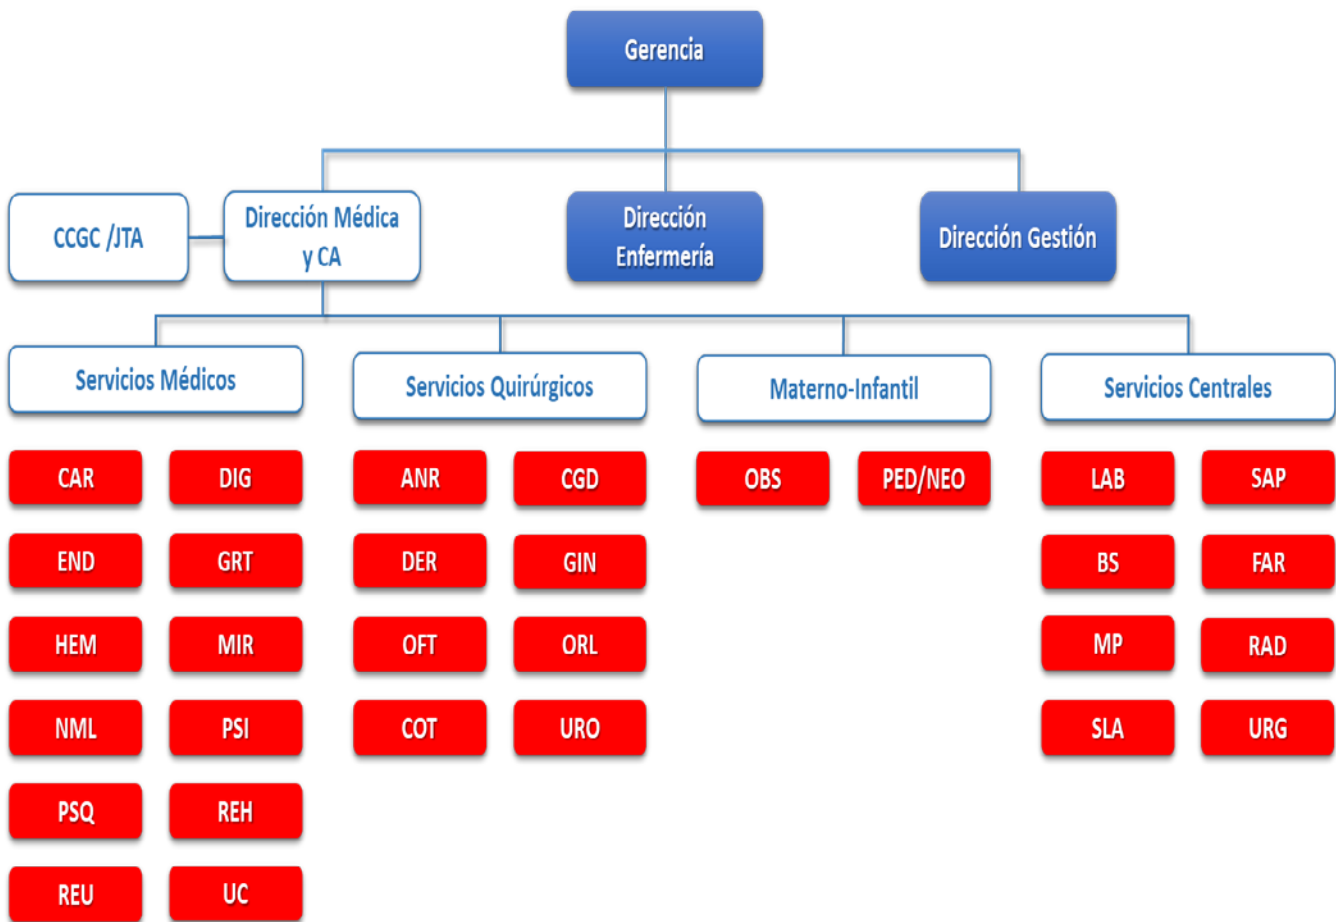 Gerencia
CCGC /JTA
Dirección Médica
y CA
Dirección
Enfermería
Dirección Gestión
Servicios Médicos
Servicios Quirúrgicos
Materno-Infantil
Servicios Centrales
CAR
DIG
ANR
CGD
OBS
PED/NEO
LAB
SAP
END
GRT
DER
GIN
BS
FAR
HEM
MIR
OFT
ORL
MP
RAD
NML
PSI
COT
URO
SLA
URG
PSQ
REH
REU
UC